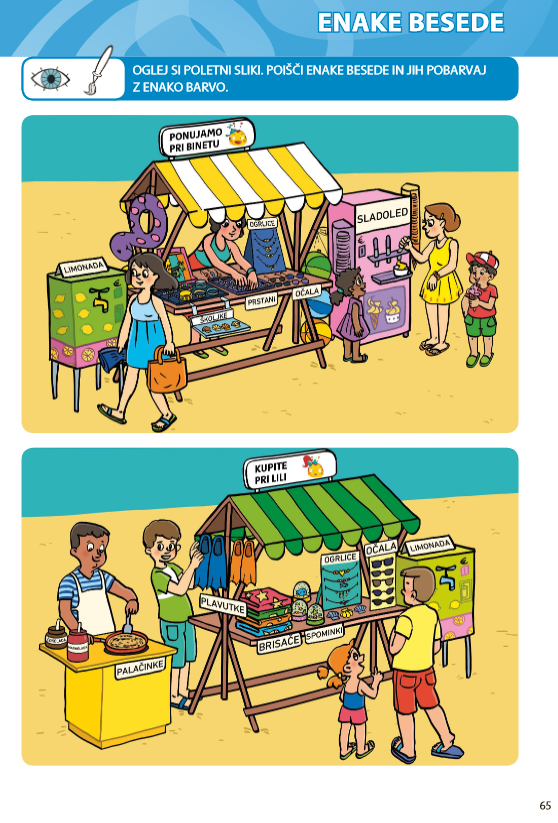 ENAKE BESEDE
OGLEJ SI POLETNI SLIKI. POIŠČI ENAKE BESEDE IN JIH POBARVAJ
Z ENAKO BARVO.
PONUJAMO
PRI BINETU
OGRLICE
SLADOLED
LIMONADA
OČALA
PRSTANI
ŠKOLJKE
KUPITE
PRI LILI
OGRLICE
OČALA
LIMONADA
PLAVUTKE
BRISAČE
SPOMINKI
PALAČINKE
65